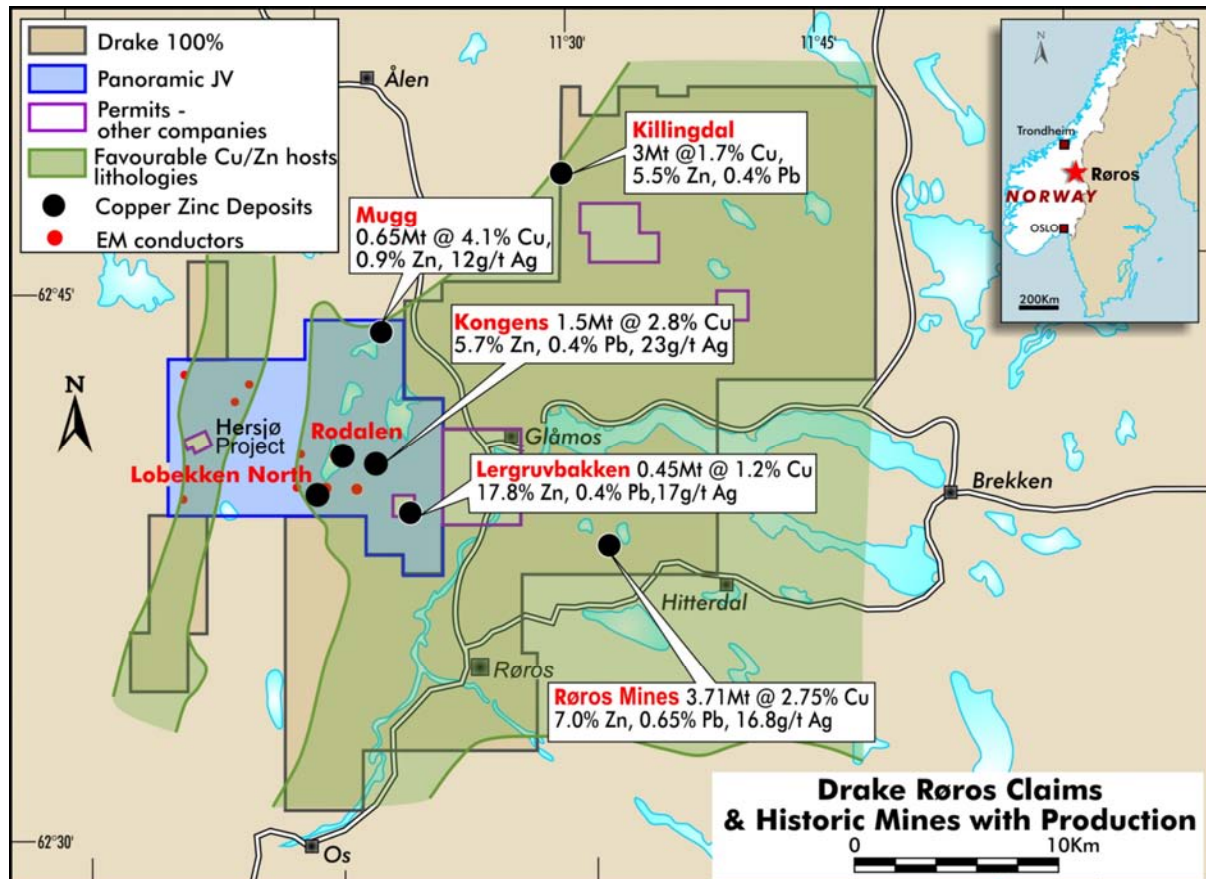 Drake 100%
Panoramic JV
Permits -
other companies
Favourable Cu/Zn hosts
lithologies
Copper Zinc Deposits
EM conductors
11°30'
11°45'
N
Trondheim
Røros
NORWAY
OSLO
200Km
Ålen
Killingdal
3Mt @1.7% Cu,
5.5% Zn, 0.4% Pb
Mugg
0.65Mt @ 4.1% Cu,
0.9% Zn, 12g/t Ag
62°45'
Kongens 1.5Mt @ 2.8% Cu
5.7% Zn, 0.4% Pb, 23g/t Ag
N
Hersjø
Project
Rodalen
Glåmos
Lobekken North
Lergruvbakken 0.45Mt @ 1.2% Cu
17.8% Zn, 0.4% Pb,17g/t Ag
Brekken
Hitterdal
Røros
Røros Mines 3.71Mt @ 2.75% Cu
7.0% Zn, 0.65% Pb, 16.8g/t Ag
62°30'
Os
Drake Røros Claims
& Historic Mines with Production
0
10Km